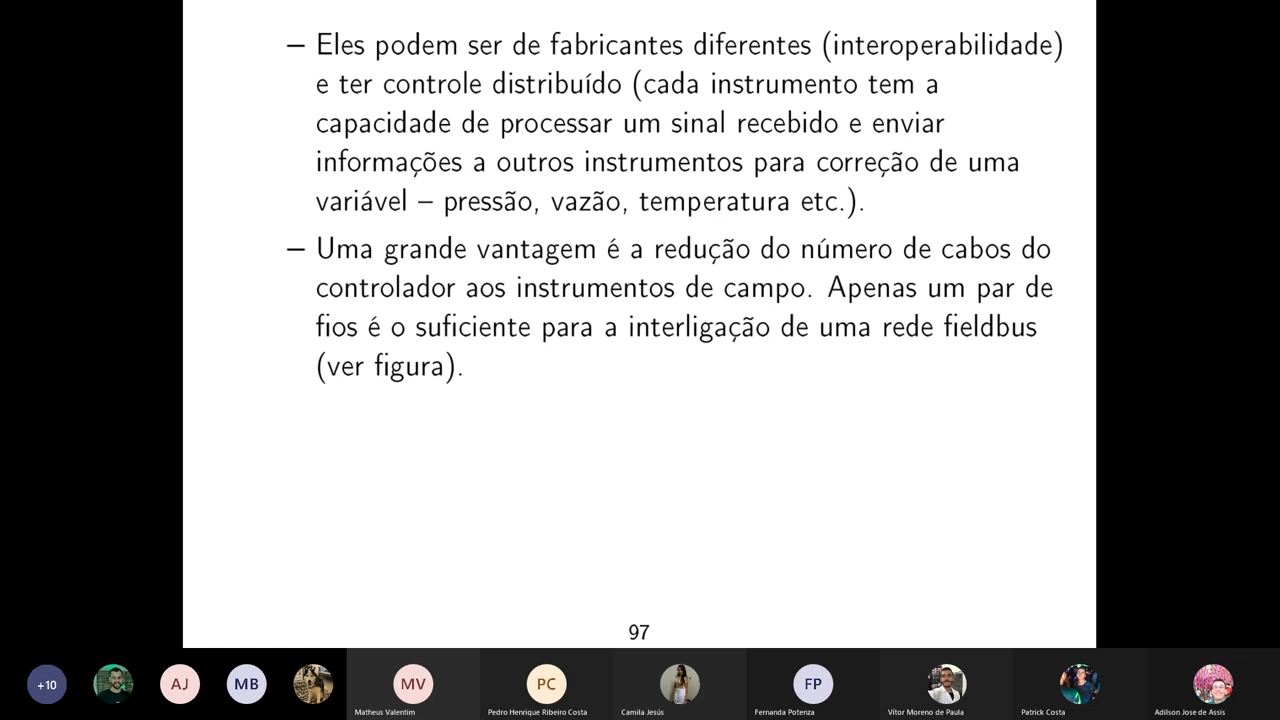 – Eles podem ser de fabricantes diferentes (interoperabilidade)
e ter controle distribuído (cada instrumento tem a
capacidade de processar um sinal recebido e enviar
informações a outros instrumentos para correção de uma
variável – pressão, vazão, temperatura etc.).
– Uma grande vantagem é a redução do número de cabos do
controlador aos instrumentos de campo. Apenas um par de
fios é o suficiente para a interligação de uma rede fieldbus
(ver figura).
97
+10
AJ
MB
MV
PC
FP
Matheus Valentim
Pedro Henrique Ribeiro Costa
Camila Jesús
Fernanda Potenza
Vítor Moreno de Paula
Patrick Costa
Adilson Jose de Assis